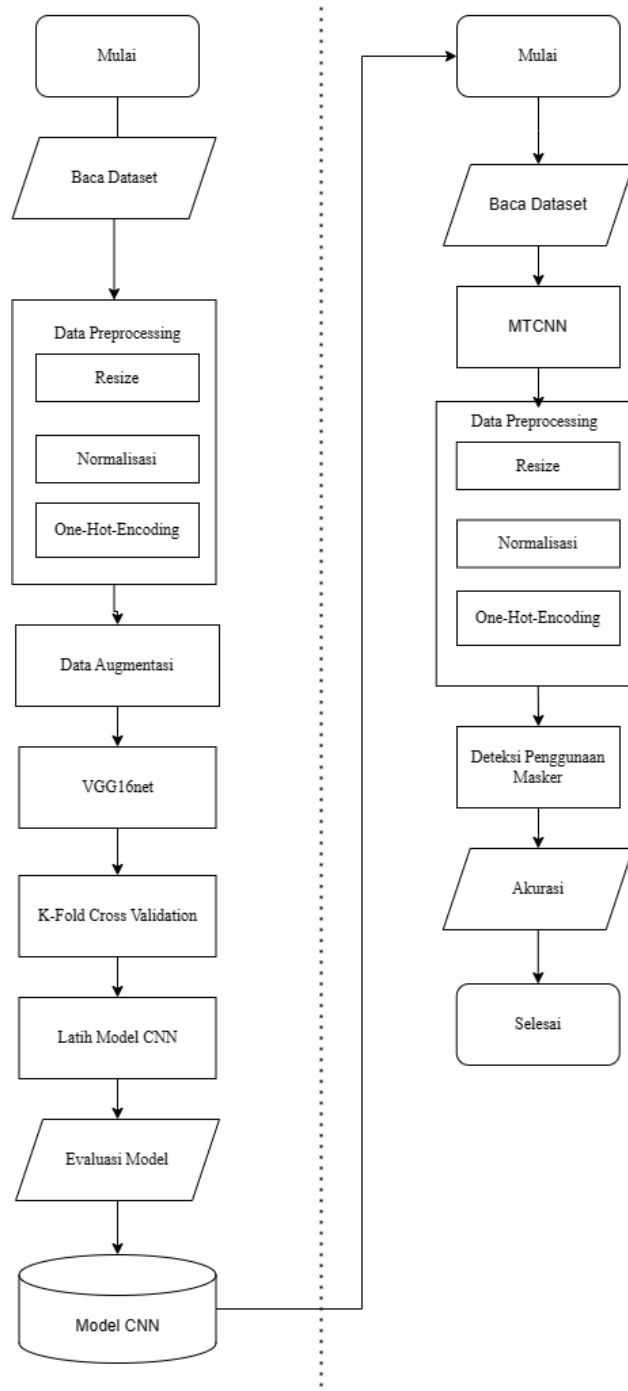 Mulai
Baca Dataset
Data Preprocessing
Resize
Normalisasi
One-Hot-Encoding
Data Augmentasi
VGG16net
K-Fold Cross Validation
Latih Model CNN
Evaluasi Model
Model CNN
Mulai
Baca Dataset
MTCNN
Data Preprocessing
Resize
Normalisasi
One-Hot-Encoding
Deteksi Penggunaan
Masker
Akurasi
Selesai